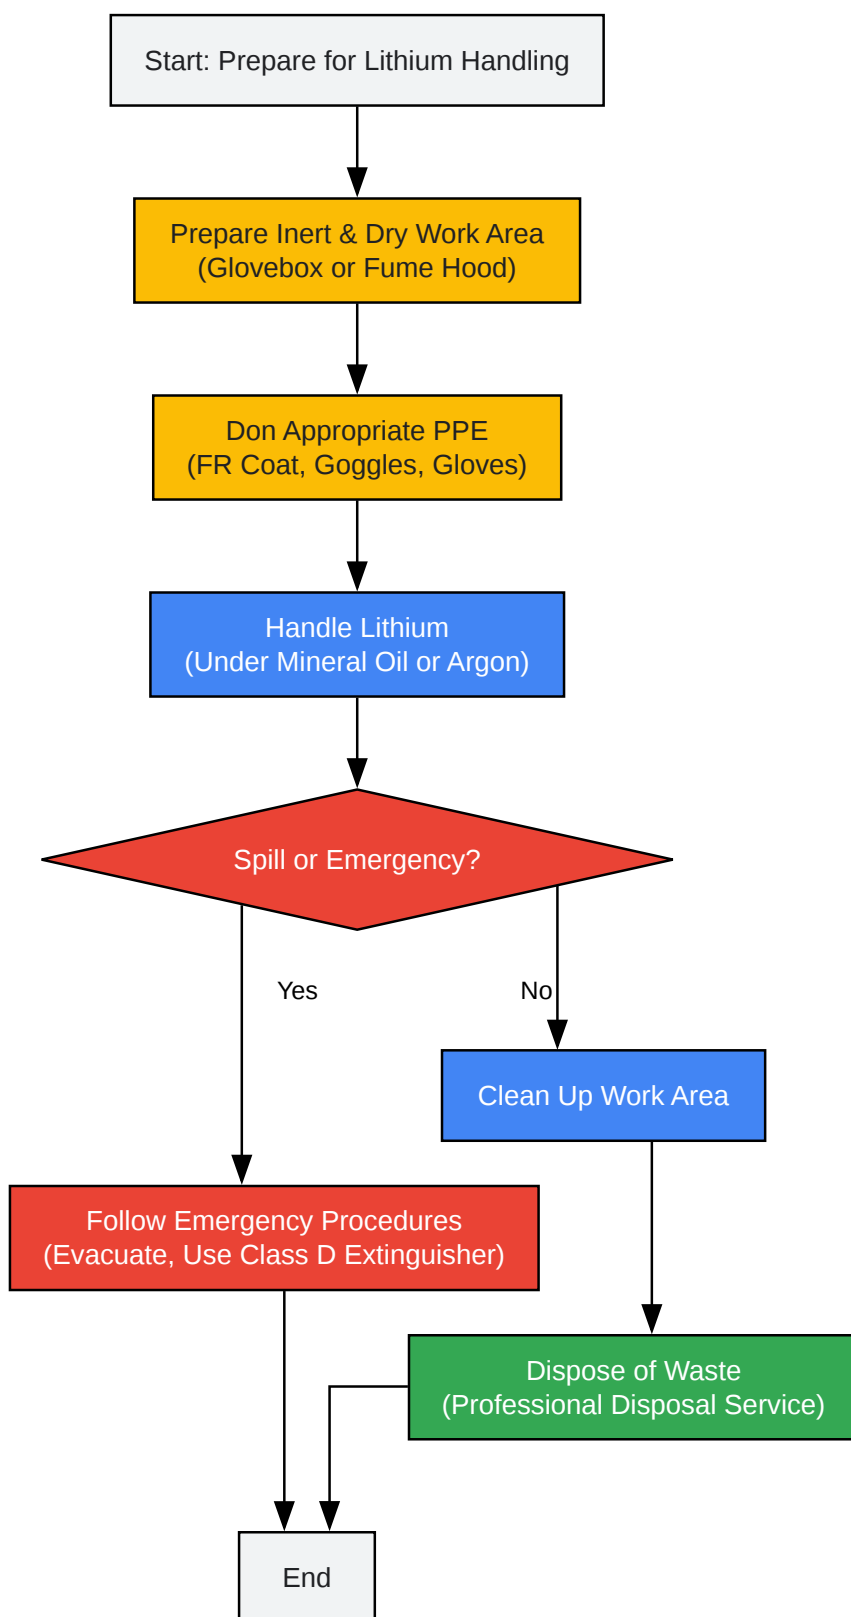 Start: Prepare for Lithium Handling
Prepare Inert & Dry Work Area
(Glovebox or Fume Hood)
Don Appropriate PPE
(FR Coat, Goggles, Gloves)
Handle Lithium
(Under Mineral Oil or Argon)
Spill or Emergency?
Yes
No
Clean Up Work Area
Follow Emergency Procedures
(Evacuate, Use Class D Extinguisher)
Dispose of Waste
(Professional Disposal Service)
End